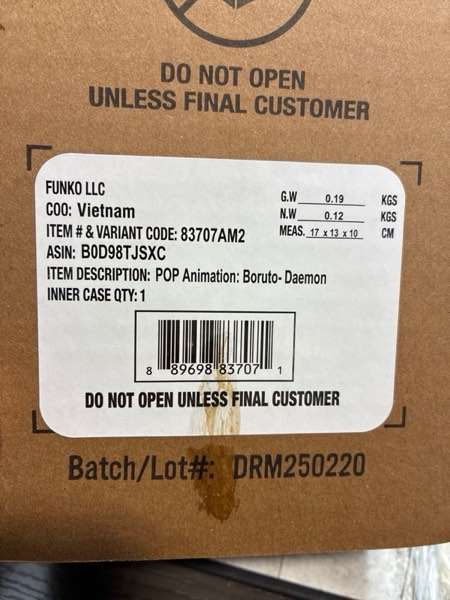 DO NOT OPEN
UNLESS FINAL CUSTOMER
FUNKO LLC
COO: Vietnam
ITEM # & VARIANT CODE: 83707AM2
ASIN: B0D98TJSXC
ITEM DESCRIPTION: POP Animation: Boruto- Daemon
INNER CASE QTY: 1
G.W 0.19 KGS
N.W 0.12 KGS
MEAS. 17 x 13 x 10 CM
8 89698 83707 1
DO NOT OPEN UNLESS FINAL CUSTOMER
Batch/Lot#: DRM250220